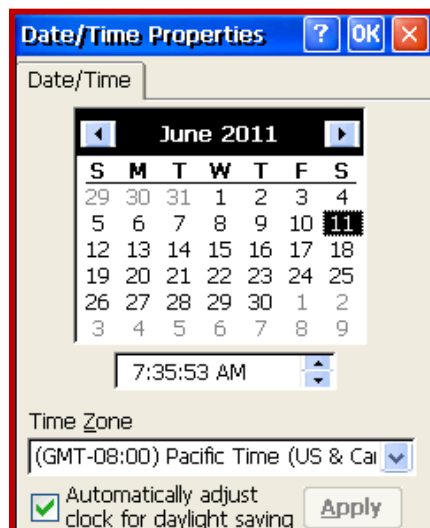 Date/Time Properties ? OK X
Date/Time
June 2011
S M T W T F S
29 30 31 1 2 3 4
5 6 7 8 9 10 11
12 13 14 15 16 17 18
19 20 21 22 23 24 25
26 27 28 29 30 1 2
3 4 5 6 7 8 9
7:35:53 AM
Time Zone
(GMT-08:00) Pacific Time (US &
Automatically adjust
clock for daylight saving
Apply